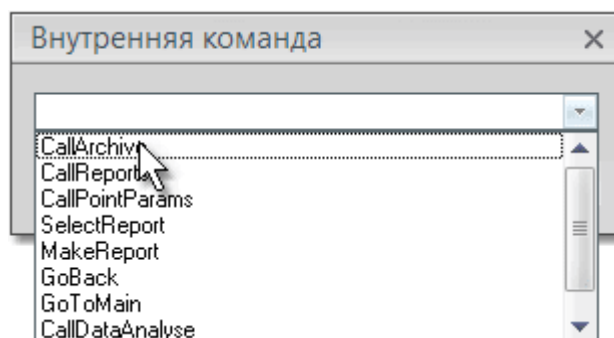 Внутренняя команда
CallArchive
CallReport
CallPointParams
SelectReport
MakeReport
GoBack
GoToMain
CallDataAnalyse